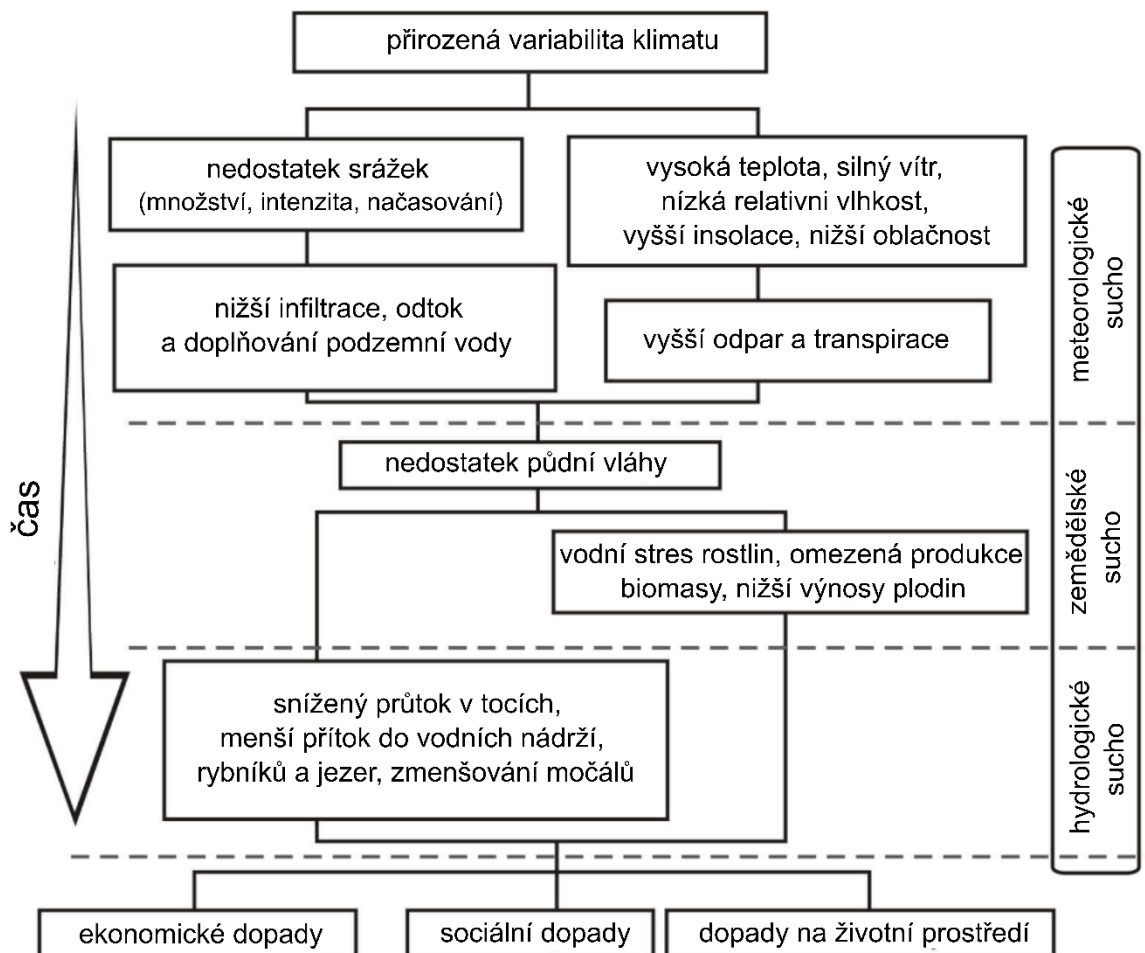 přirozená variabilita klimatu
nedostatek srážek
(množství, intenzita, načasování)
vysoká teplota, silný vítr,
nízká relativni vlhkost,
vyšší insolace, nižší oblačnost
nižší infiltrace, odtok
a doplňování podzemní vody
vyšší odpar a transpirace
meteorologické
sucho
nedostatek půdní vláhy
čas
vodní stres rostlin, omezená produkce
biomasy, nižší výnosy plodin
zemědělské
sucho
snížený průtok v tocích,
menší přítok do vodních nádrží,
rybníků a jezer, zmenšování močálů
hydrologické
sucho
ekonomické dopady
sociální dopady
dopady na životní prostředí